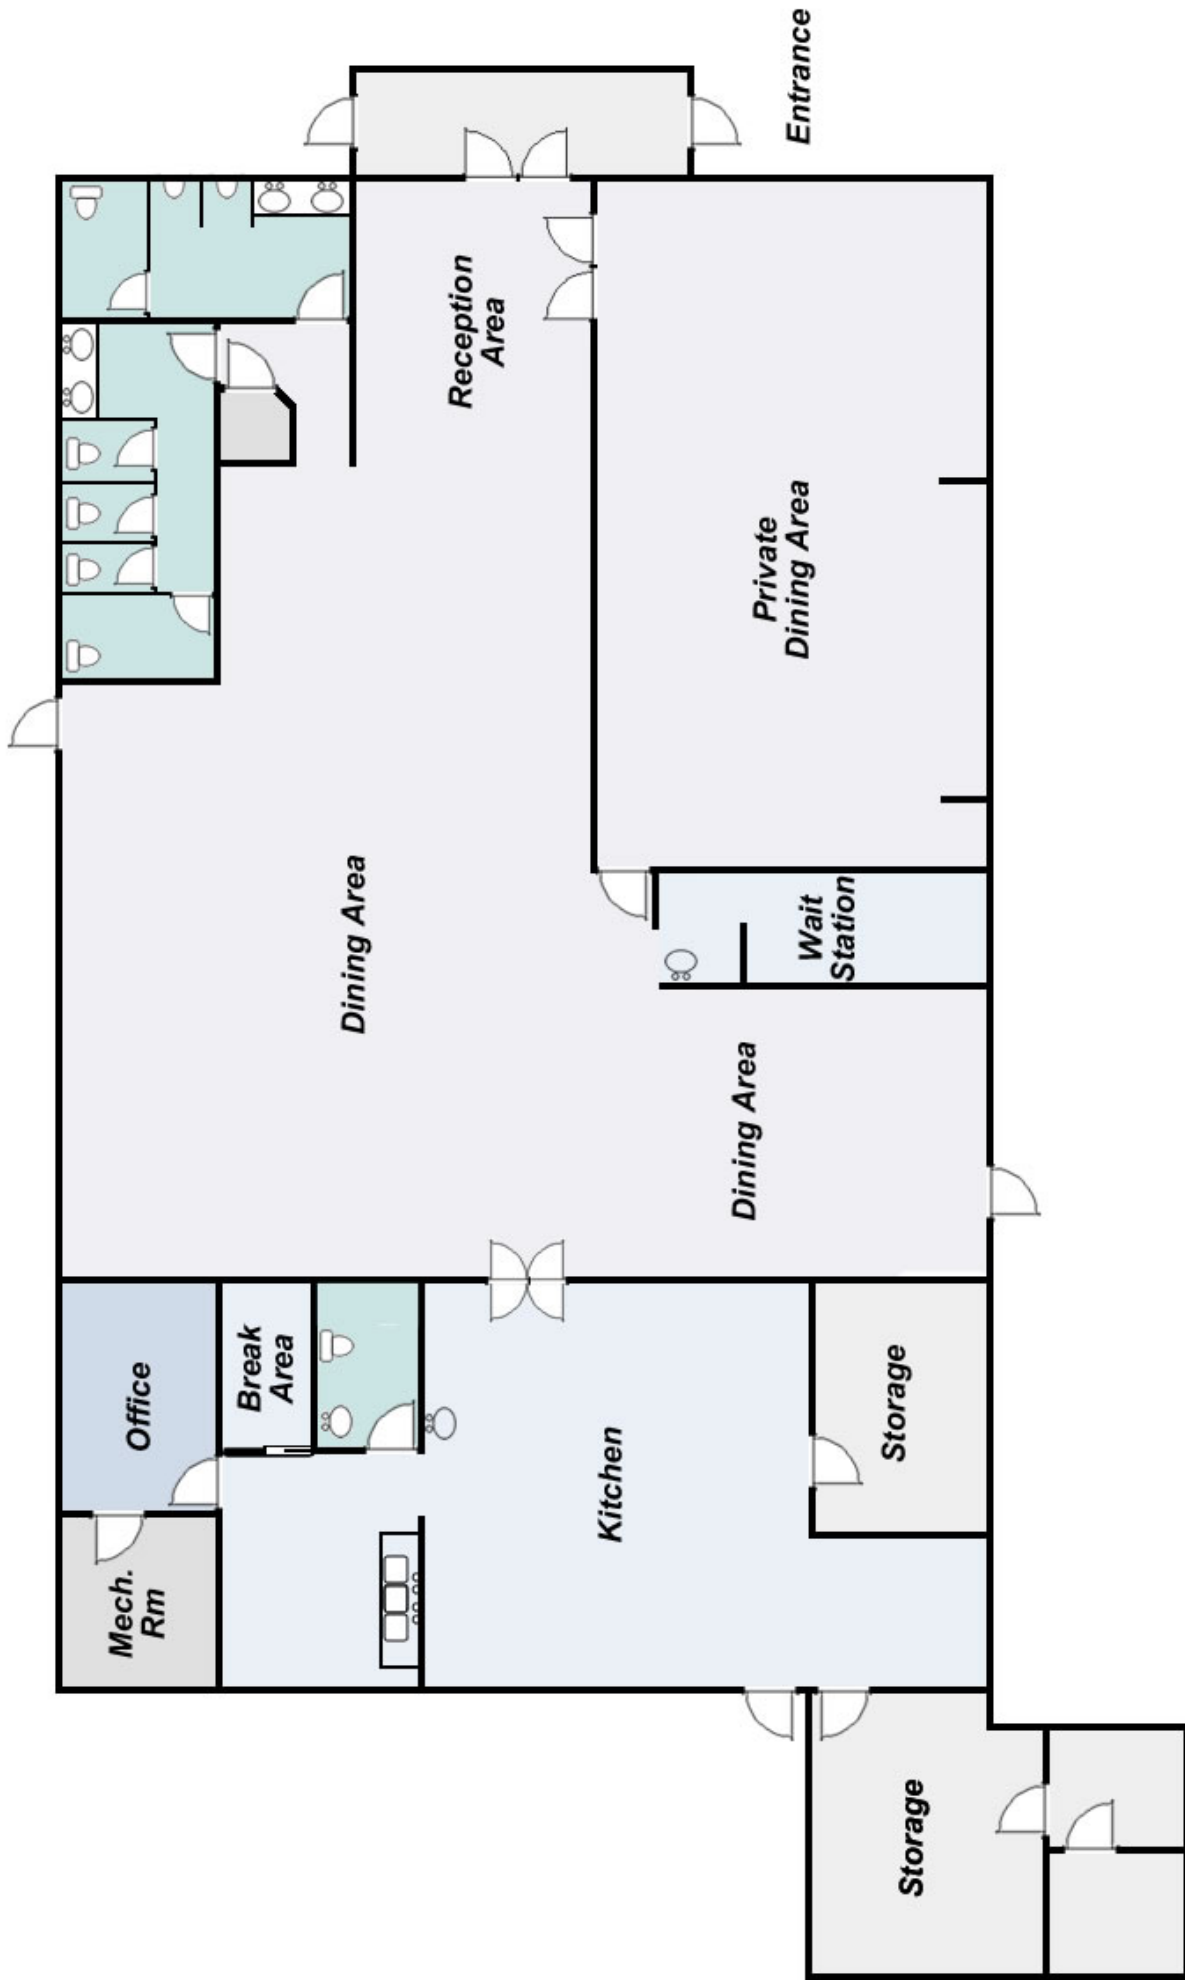 Entrance
Reception
Area
Private
Dining Area
Dining Area
Wait
Station
Dining Area
Office
Break
Area
Kitchen
Storage
Mech.
Rm
Storage